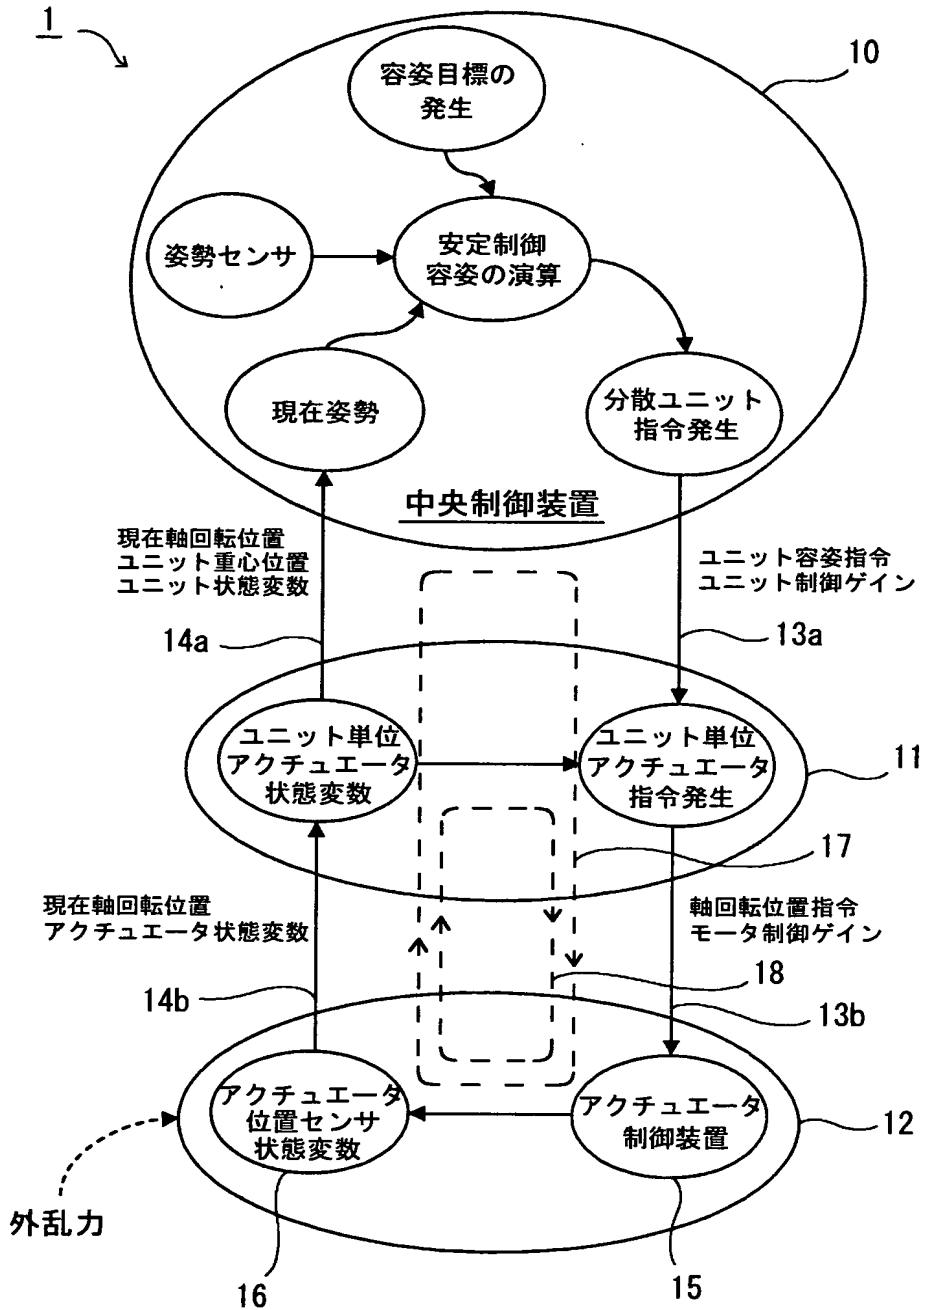 1
10
容姿目標の
発生
姿勢センサ
安定制御
容姿の演算
現在姿勢
分散ユニット
指令発生
中央制御装置
現在軸回転位置
ユニット重心位置
ユニット状態変数
ユニット容姿指令
ユニット制御ゲイン
14a
13a
ユニット単位
アクチュエータ
状態変数
ユニット単位
アクチュエータ
指令発生
11
17
現在軸回転位置
アクチュエータ状態変数
軸回転位置指令
モータ制御ゲイン
18
14b
13b
アクチュエータ
位置センサ
状態変数
アクチュエータ
制御装置
12
外乱力
16
15